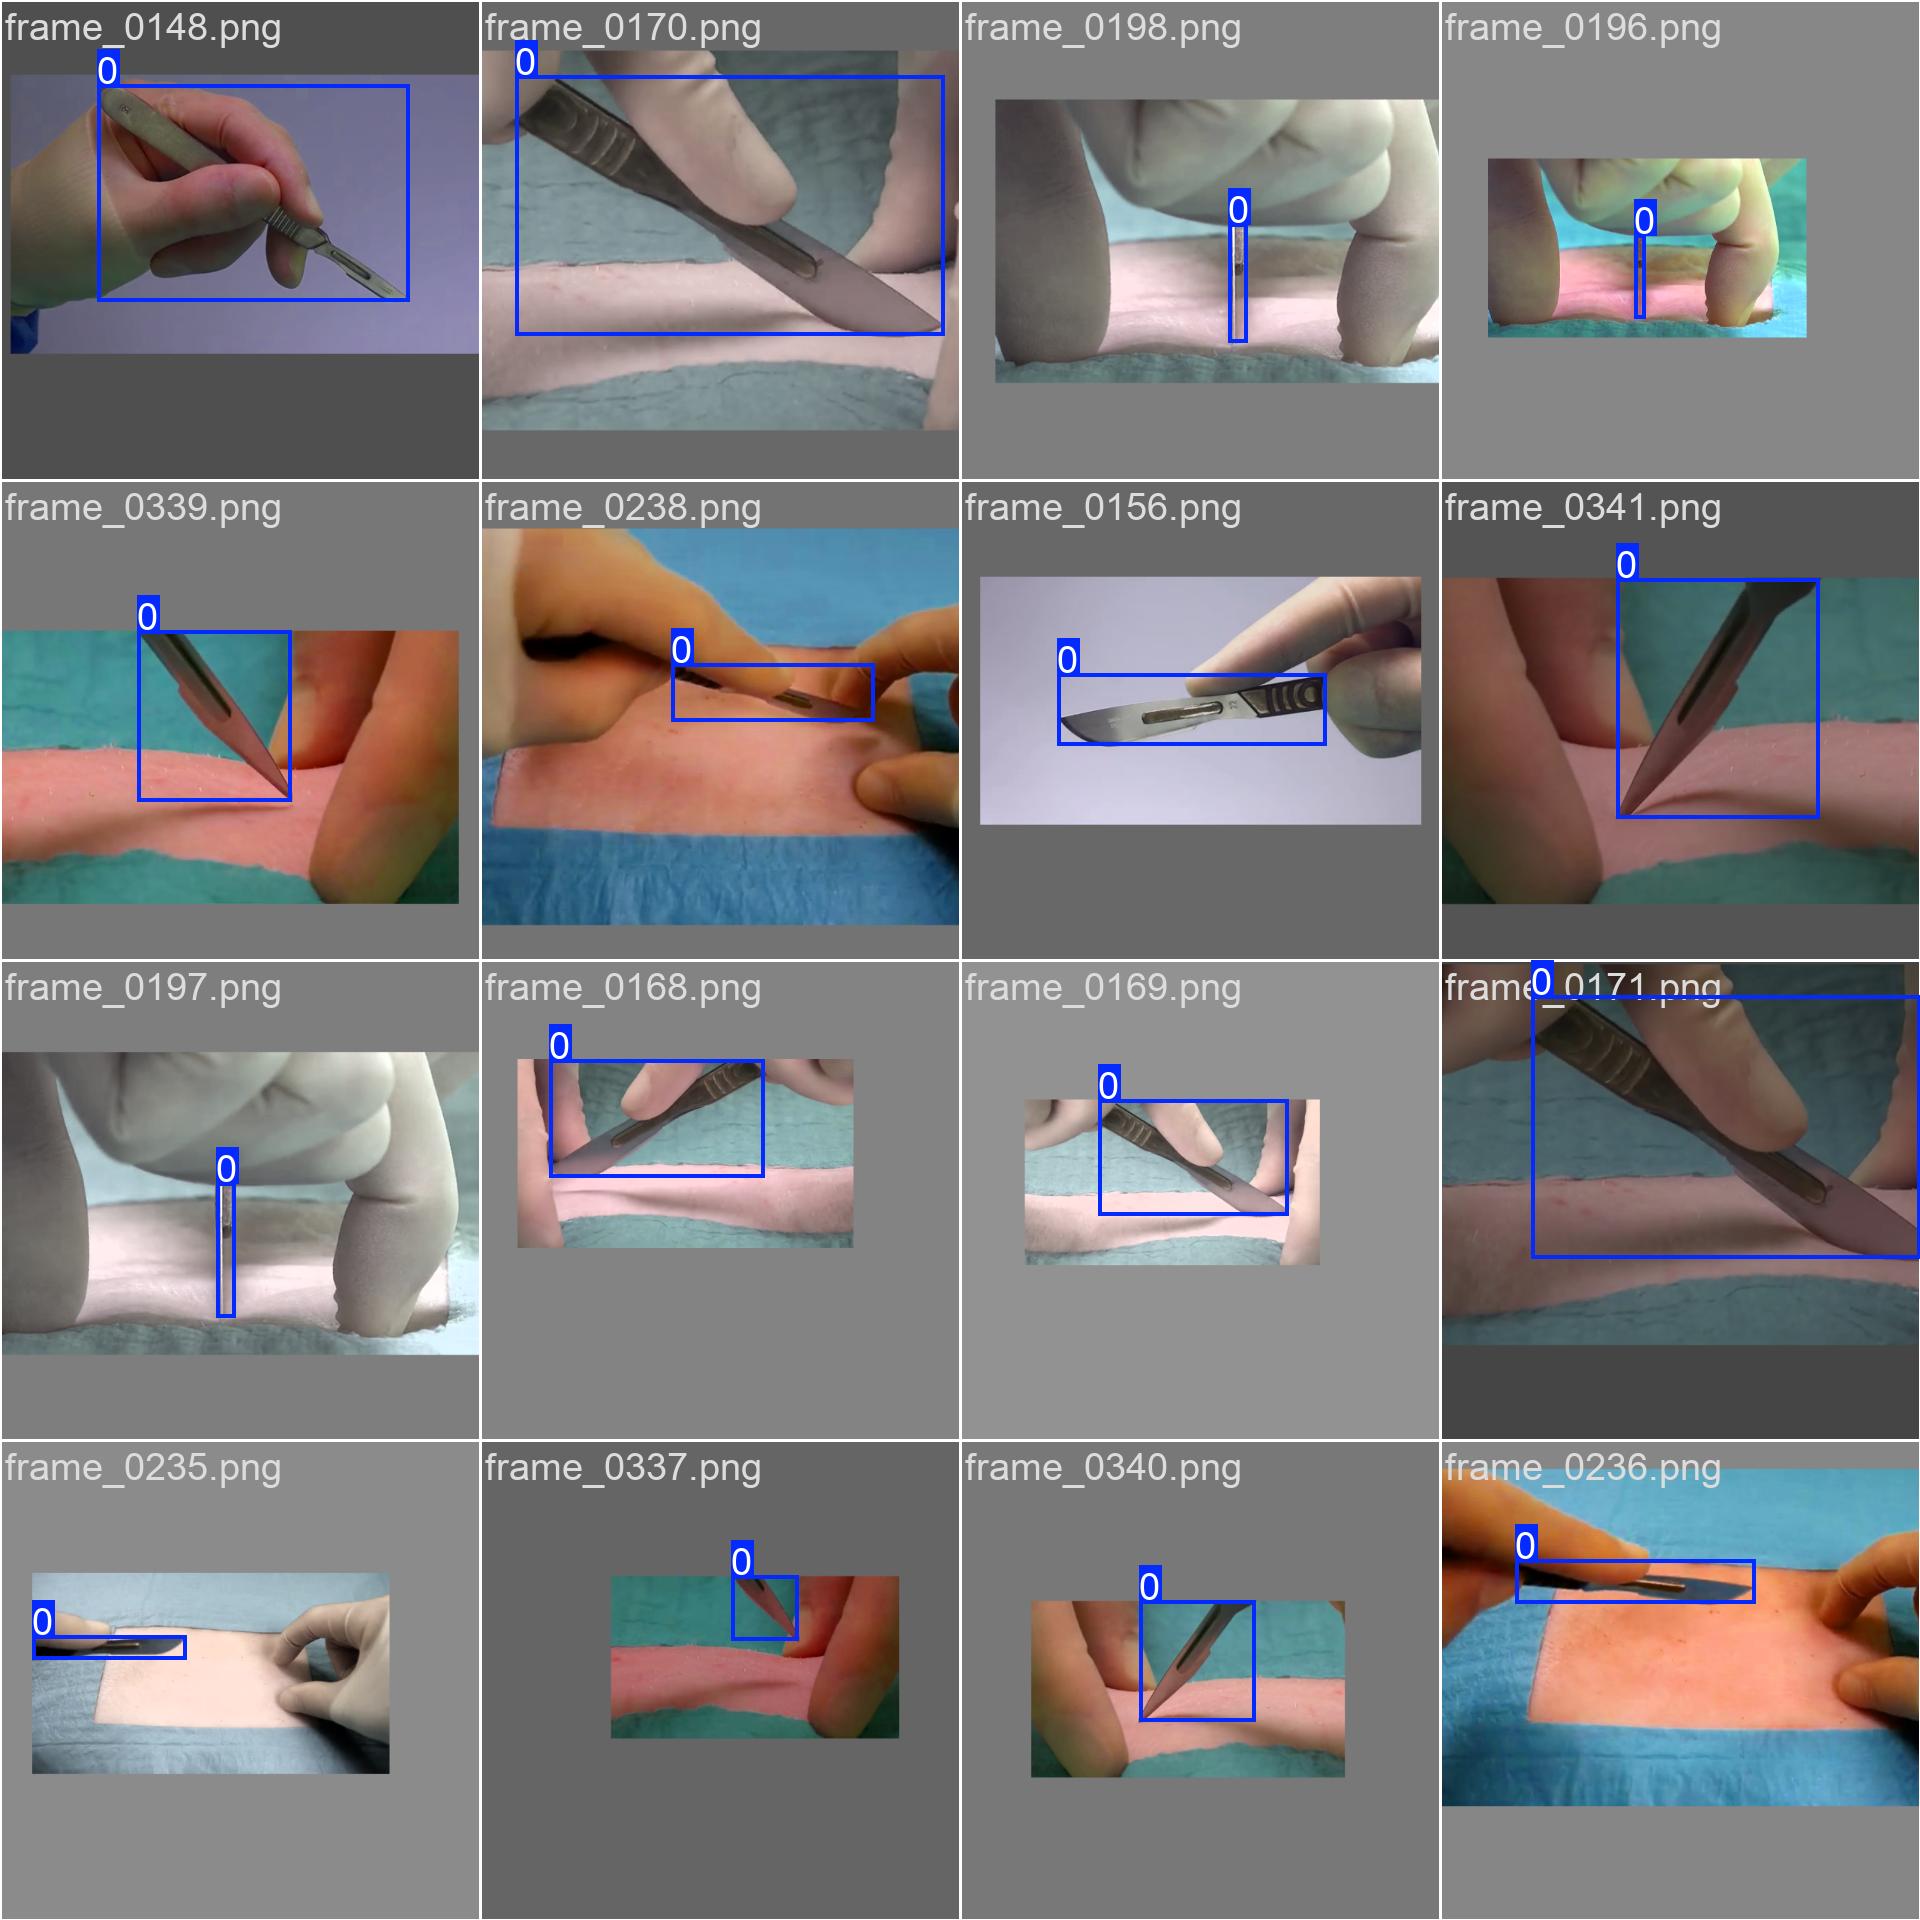 frame_0148.png
0
frame_0170.png
0
frame_0198.png
0
frame_0196.png
0
frame_0339.png
0
frame_0238.png
0
frame_0156.png
0
frame_0341.png
0
frame_0197.png
0
frame_0168.png
0
frame_0169.png
0
frame_0171.png
0
frame_0235.png
0
frame_0337.png
0
frame_0340.png
0
frame_0236.png
0